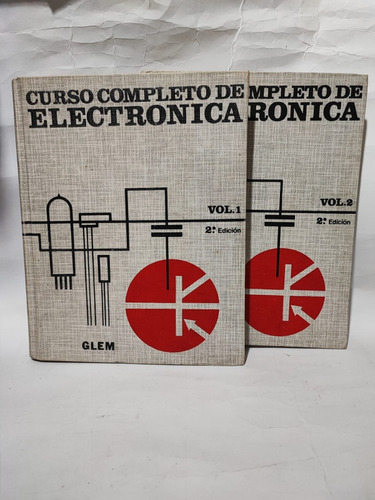 CURSO COMPLETO DE
ELECTRONICA
VOL.1
2ª Edición
GLEM
MPLETO DE
RONICA
VOL.2
2ª Edición